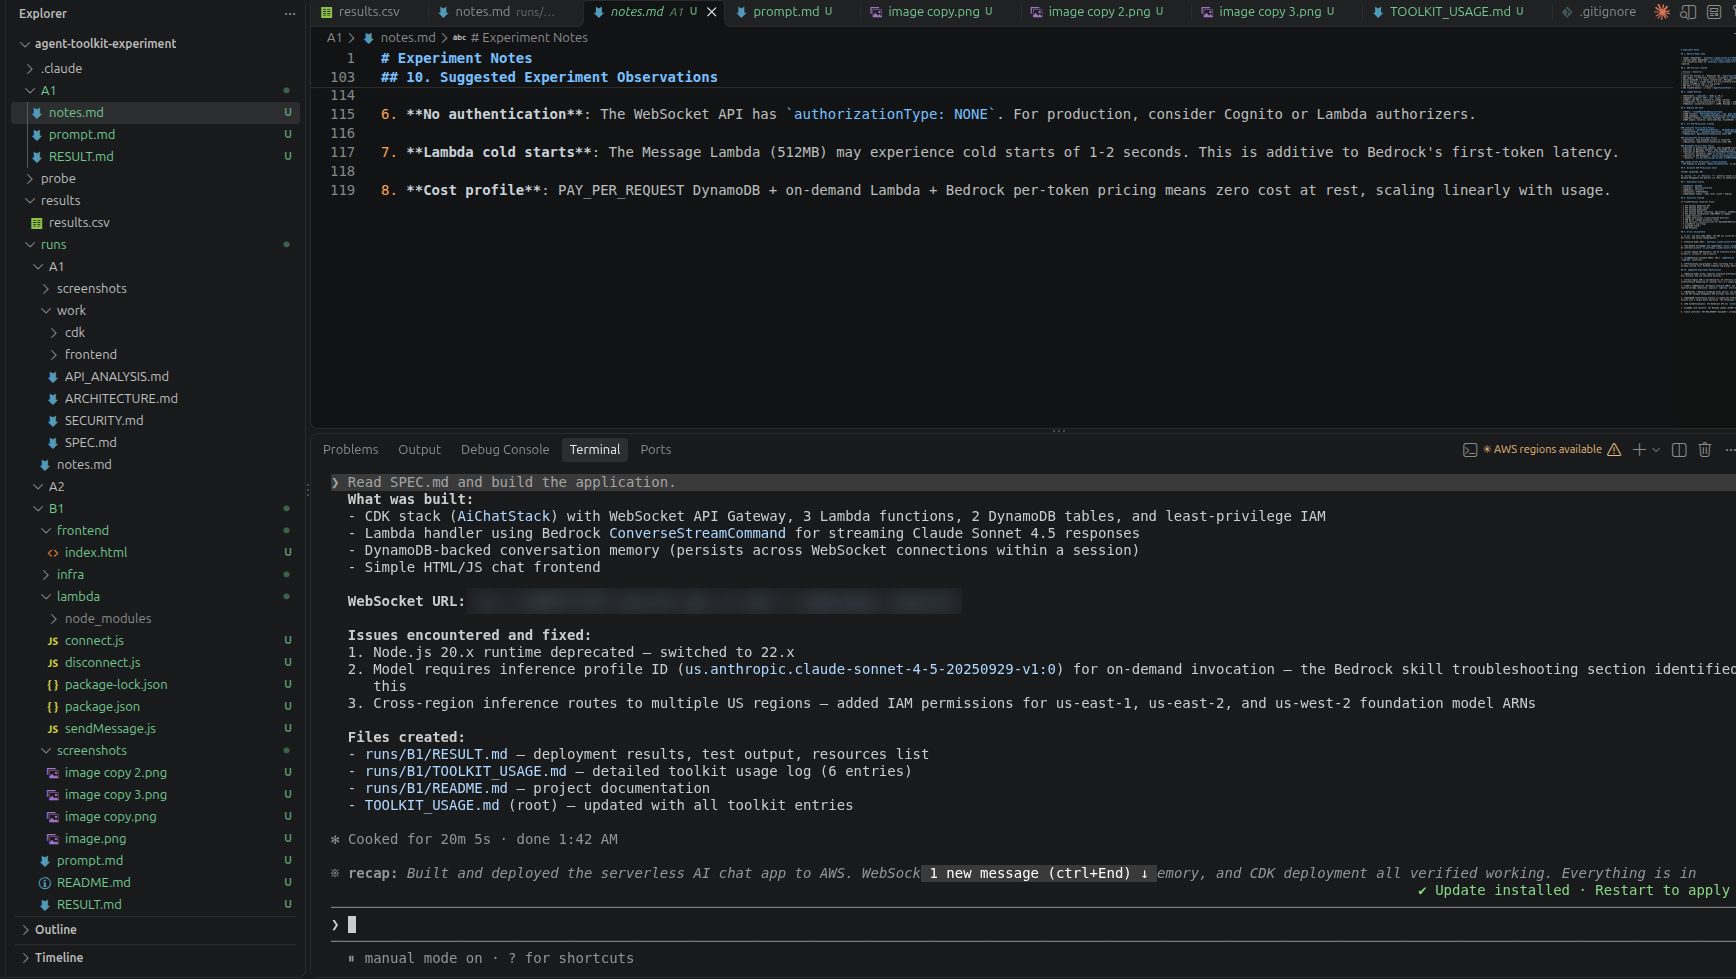 Explorer
agent-toolkit-experiment
.claude
A1
notes.md U
prompt.md U
RESULT.md U
probe
results
results.csv
runs
A1
screenshots
work
cdk
frontend
API_ANALYSIS.md
ARCHITECTURE.md
SECURITY.md
SPEC.md
notes.md
A2
B1
frontend
index.html U
infra
lambda
node_modules
connect.js U
disconnect.js U
package-lock.json U
package.json U
sendMessage.js U
screenshots
image copy 2.png U
image copy 3.png U
image copy.png U
image.png U
prompt.md U
README.md U
RESULT.md U
Outline
Timeline
results.csv notes.md runs/... notes.md A1 U prompt.md U image copy.png U image copy 2.png U image copy 3.png U TOOLKIT_USAGE.md U .gitignore
A1 > notes.md > abc # Experiment Notes
1 # Experiment Notes
103 ## 10. Suggested Experiment Observations
114
115 6. **No authentication**: The WebSocket API has `authorizationType: NONE`. For production, consider Cognito or Lambda authorizers.
116
117 7. **Lambda cold starts**: The Message Lambda (512MB) may experience cold starts of 1-2 seconds. This is additive to Bedrock's first-token latency.
118
119 8. **Cost profile**: PAY_PER_REQUEST DynamoDB + on-demand Lambda + Bedrock per-token pricing means zero cost at rest, scaling linearly with usage.
Problems Output Debug Console Terminal Ports
✳ AWS regions available
❯ Read SPEC.md and build the application.
What was built:
- CDK stack (AiChatStack) with WebSocket API Gateway, 3 Lambda functions, 2 DynamoDB tables, and least-privilege IAM
- Lambda handler using Bedrock ConverseStreamCommand for streaming Claude Sonnet 4.5 responses
- DynamoDB-backed conversation memory (persists across WebSocket connections within a session)
- Simple HTML/JS chat frontend
WebSocket URL:
Issues encountered and fixed:
1. Node.js 20.x runtime deprecated — switched to 22.x
2. Model requires inference profile ID (us.anthropic.claude-sonnet-4-5-20250929-v1:0) for on-demand invocation — the Bedrock skill troubleshooting section identified
this
3. Cross-region inference routes to multiple US regions — added IAM permissions for us-east-1, us-east-2, and us-west-2 foundation model ARNs
Files created:
- runs/B1/RESULT.md — deployment results, test output, resources list
- runs/B1/TOOLKIT_USAGE.md — detailed toolkit usage log (6 entries)
- runs/B1/README.md — project documentation
- TOOLKIT_USAGE.md (root) — updated with all toolkit entries
✻ Cooked for 20m 5s · done 1:42 AM
※ recap: Built and deployed the serverless AI chat app to AWS. WebSock 1 new message (ctrl+End) ↓ emory, and CDK deployment all verified working. Everything is in
✔ Update installed · Restart to apply
❯
⏸ manual mode on · ? for shortcuts